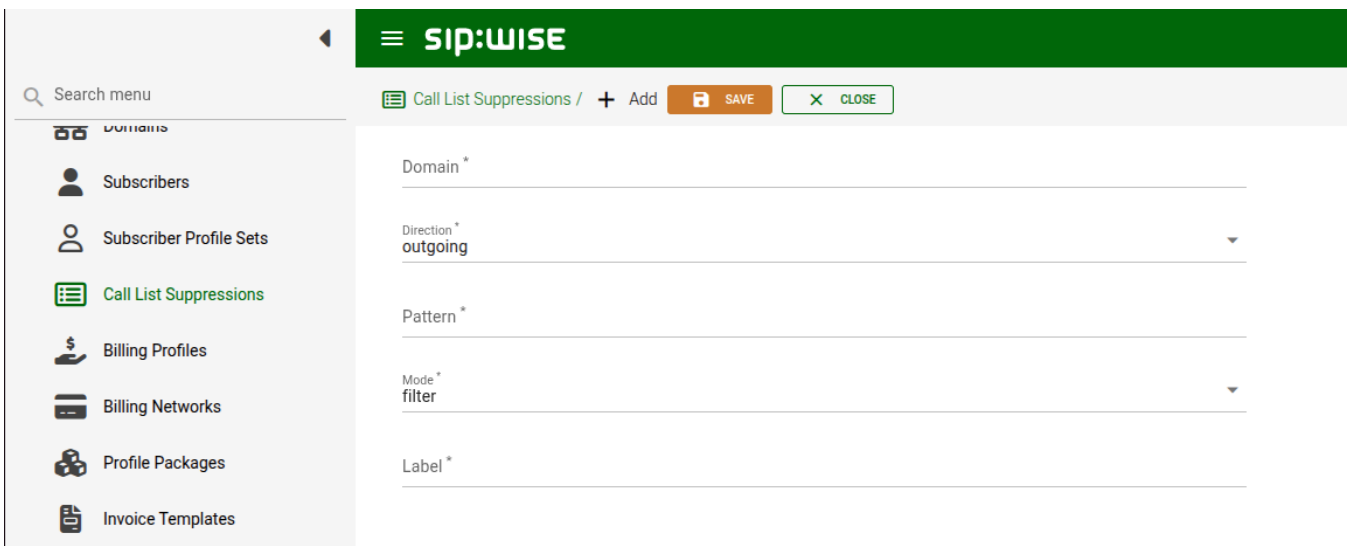 sip:wise
Search menu
Call List Suppressions / + Add SAVE CLOSE
Domains
Subscribers
Subscriber Profile Sets
Call List Suppressions
Billing Profiles
Billing Networks
Profile Packages
Invoice Templates
Domain *
Direction *
outgoing
Pattern *
Mode *
filter
Label *